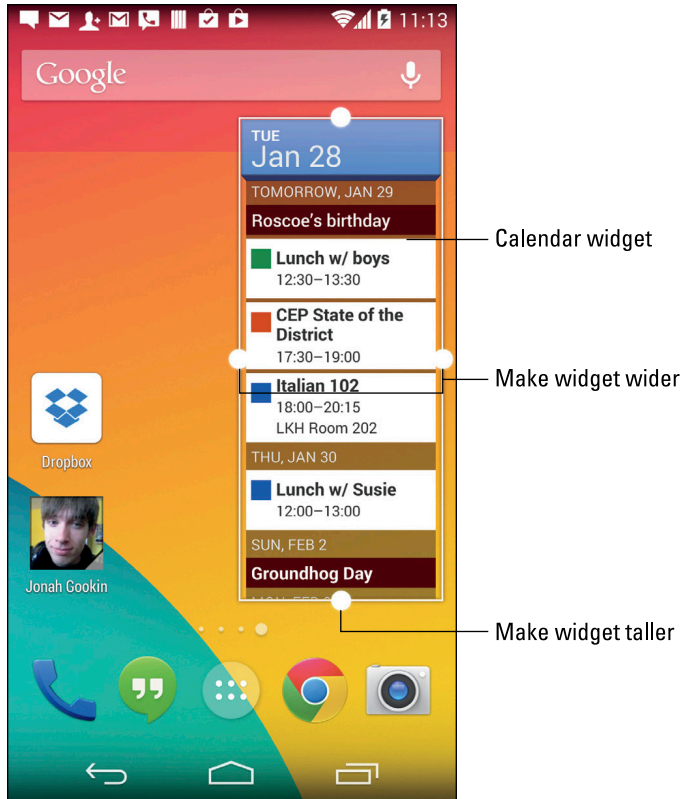 11:13
Google
TUE
Jan 28
TOMORROW, JAN 29
Roscoe's birthday
Lunch w/ boys
12:30–13:30
CEP State of the
District
17:30–19:00
Italian 102
18:00–20:15
LKH Room 202
THU, JAN 30
Lunch w/ Susie
12:00–13:00
SUN, FEB 2
Groundhog Day
Calendar widget
Make widget wider
Make widget taller
Dropbox
Jonah Gookin